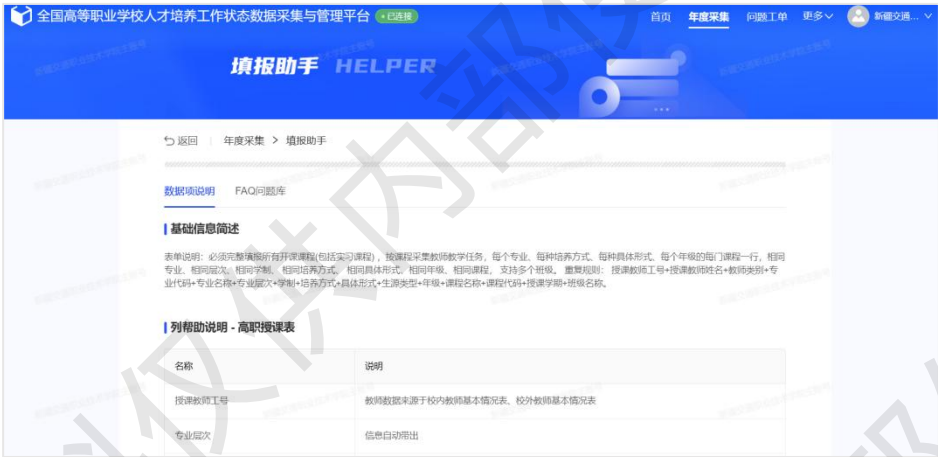 全国高等职业学校人才培养工作状态数据采集与管理平台 •已连接 首页 年度采集 问题工单 更多 新疆交通...
填报助手 HELPER
返回 年度采集 > 填报助手
数据项说明 FAQ问题库
基础信息简述
表单说明：必须完整填报所有开课课程(包括实习课程)，按课程采集教师教学任务，每个专业、每种培养方式、每种具体形式、每个年级的每门课程一行，相同
专业、相同层次、相同学制、相同培养方式、相同具体形式、相同年级、相同课程，支持多个班级。重复规则：授课教师工号+授课教师姓名+教师类别+专
业代码+专业名称+专业层次+学制+培养方式+具体形式+生源类型+年级+课程名称+课程代码+授课学期+班级名称。
列帮助说明 - 高职授课表
名称 说明
授课教师工号 教师数据来源于校内教师基本情况表、校外教师基本情况表
专业层次 信息自动带出
仅供内部